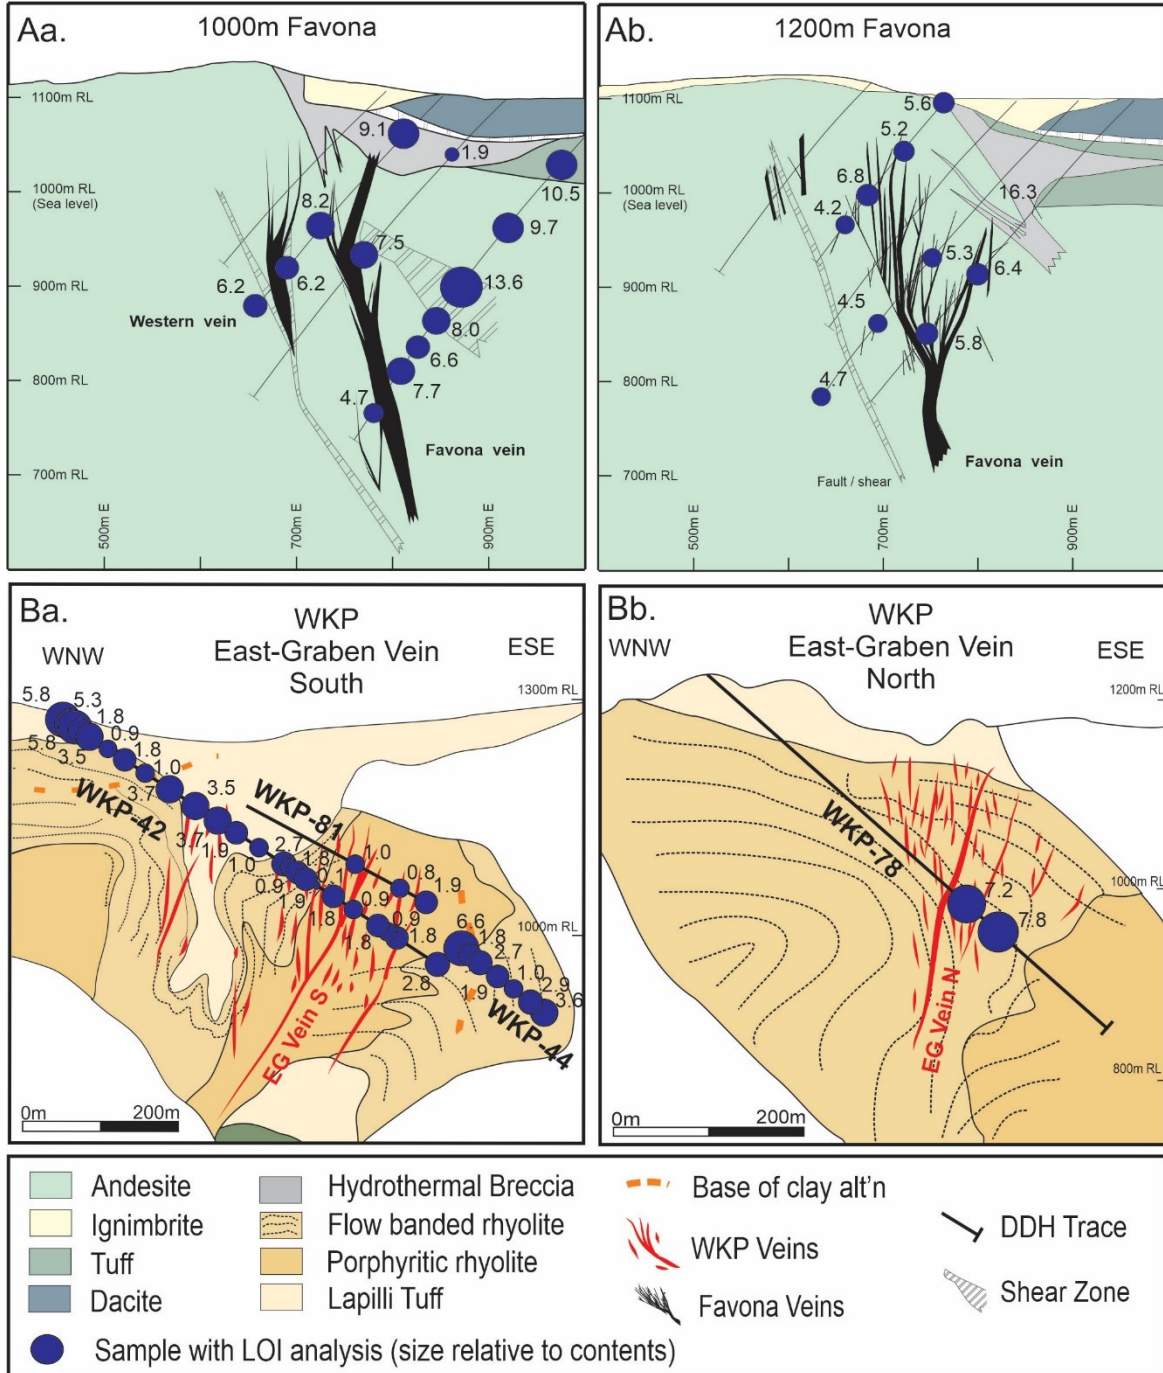 Aa.
1000m Favona
1100m RL
1000m RL
(Sea level)
900m RL
800m RL
700m RL
9.1
1.9
10.5
8.2
9.7
7.5
6.2
6.2
13.6
8.0
6.6
7.7
4.7
Western vein
Favona vein
500m E
700m E
900m E
Ab.
1200m Favona
1100m RL
1000m RL
(Sea level)
900m RL
800m RL
700m RL
5.6
5.2
6.8
4.2
16.3
5.3
6.4
4.5
5.8
4.7
Favona vein
Fault / shear
500m E
700m E
900m E
Ba.
WKP
East-Graben Vein
South
WNW
ESE
1300m RL
1000m RL
5.8
5.3
1.8
0.9
5.8
3.5
1.8
1.0
3.7
3.5
WKP-42
WKP-81
3.7
1.9
1.0
2.7
1.8
0.1
0.9
1.9
1.0
0.8
1.9
0.9
1.8
0.9
1.8
1.8
6.6
1.8
2.7
1.0
2.9
3.6
2.8
1.9
WKP-44
EG Vein S
0m
200m
Bb.
WKP
East-Graben Vein
North
WNW
ESE
1200m RL
1000m RL
800m RL
WKP-78
7.2
7.8
EG Vein N
0m
200m
Andesite
Ignimbrite
Tuff
Dacite
Hydrothermal Breccia
Flow banded rhyolite
Porphyritic rhyolite
Lapilli Tuff
Base of clay alt'n
WKP Veins
Favona Veins
DDH Trace
Shear Zone
Sample with LOI analysis (size relative to contents)